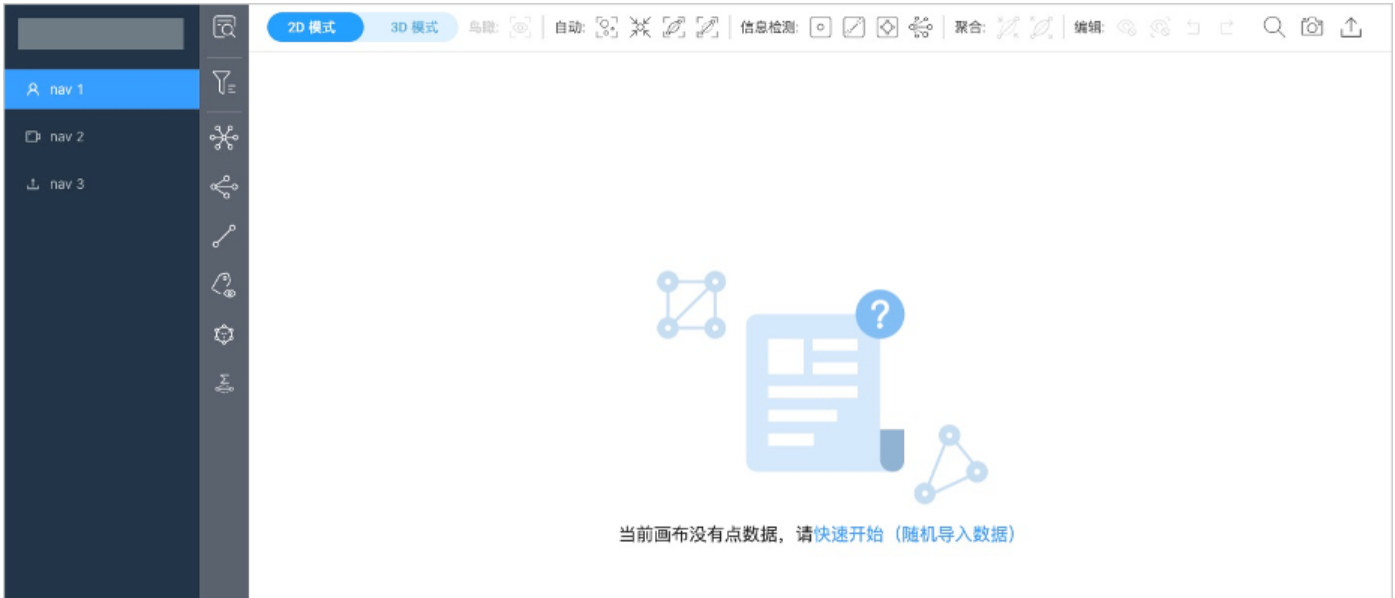 2D 模式 3D 模式 鸟瞰: 自动: 信息检测: 聚合: 编辑:
nav 1
nav 2
nav 3
当前画布没有点数据，请快速开始（随机导入数据）